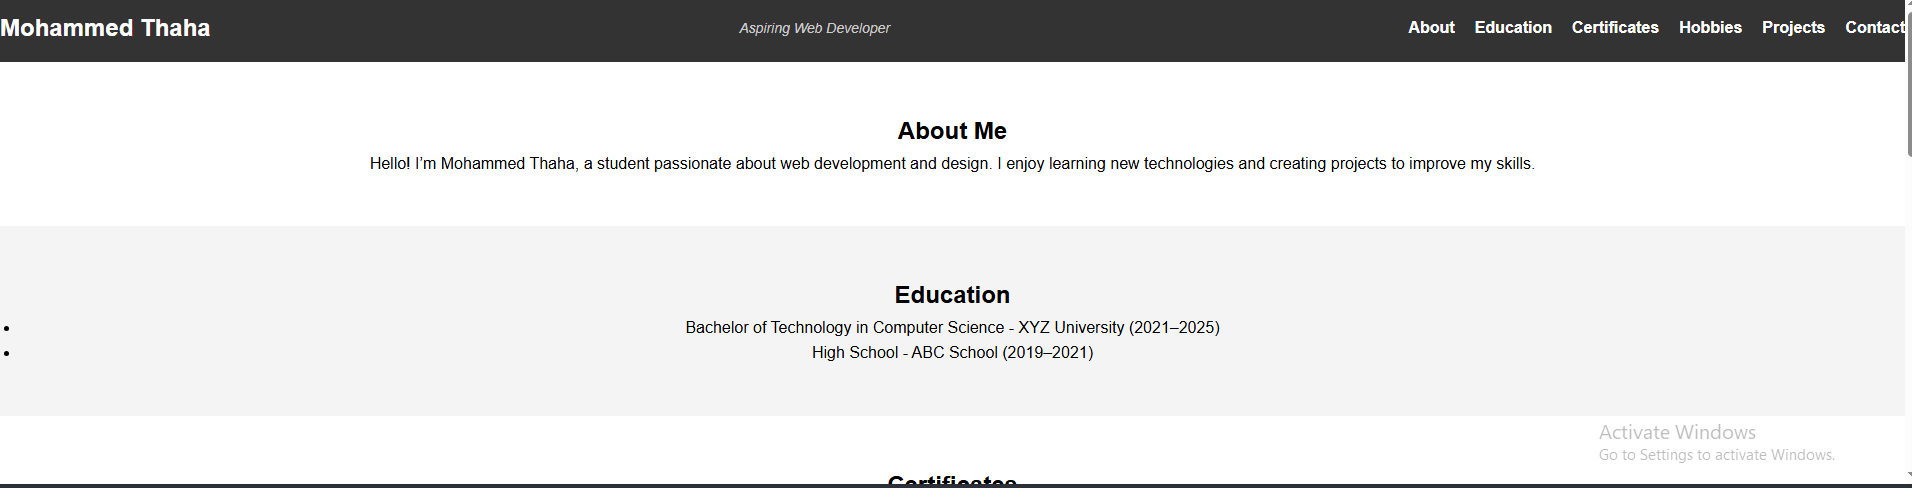 Mohammed Thaha
Aspiring Web Developer
About Education Certificates Hobbies Projects Contact
About Me
Hello! I’m Mohammed Thaha, a student passionate about web development and design. I enjoy learning new technologies and creating projects to improve my skills.
Education
• Bachelor of Technology in Computer Science - XYZ University (2021–2025)
• High School - ABC School (2019–2021)
Activate Windows
Go to Settings to activate Windows.
Certificates